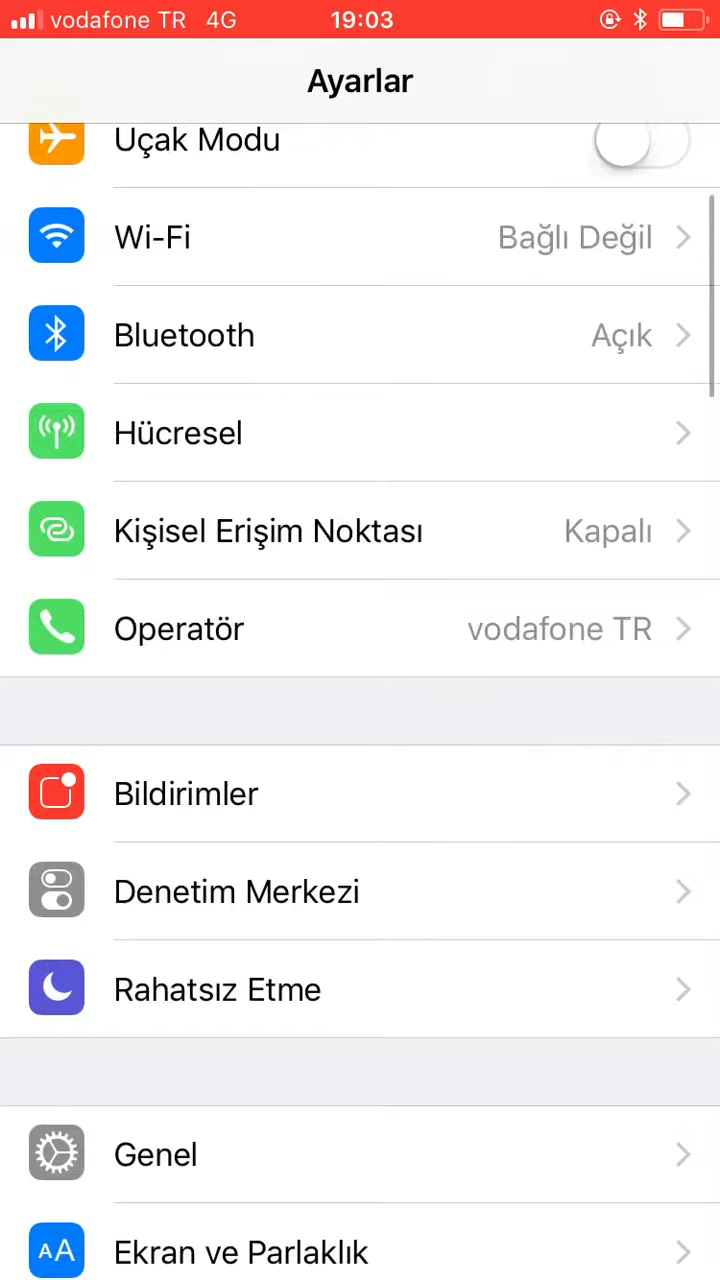 vodafone TR 4G 19:03
Ayarlar
Uçak Modu
Wi-Fi Bağlı Değil
Bluetooth Açık
Hücresel
Kişisel Erişim Noktası Kapalı
Operatör vodafone TR
Bildirimler
Denetim Merkezi
Rahatsız Etme
Genel
AA Ekran ve Parlaklık